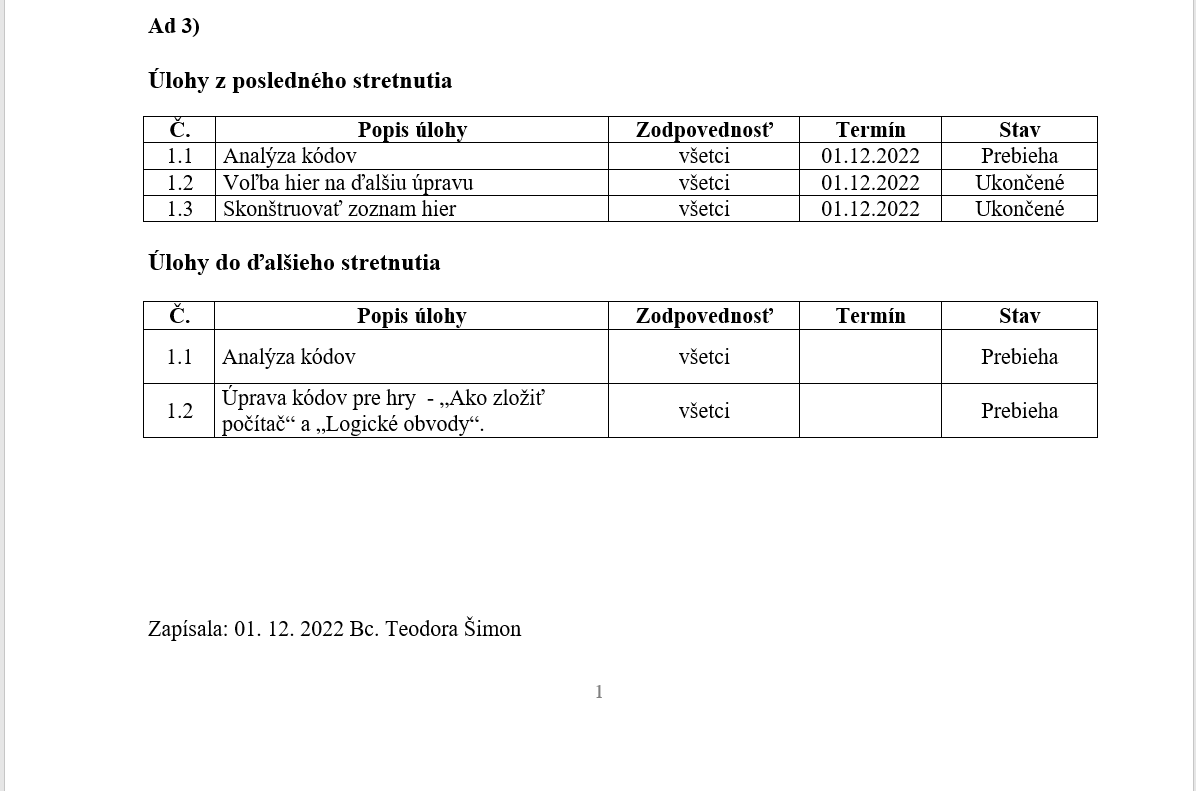 Ad 3)
Úlohy z posledného stretnutia
Č. Popis úlohy Zodpovednosť Termín Stav
1.1 Analýza kódov všetci 01.12.2022 Prebieha
1.2 Voľba hier na ďalšiu úpravu všetci 01.12.2022 Ukončené
1.3 Skonštruovať zoznam hier všetci 01.12.2022 Ukončené
Úlohy do ďalšieho stretnutia
Č. Popis úlohy Zodpovednosť Termín Stav
1.1 Analýza kódov všetci Prebieha
1.2 Úprava kódov pre hry - „Ako zložiť
počítač“ a „Logické obvody“. všetci Prebieha
Zapísala: 01. 12. 2022 Bc. Teodora Šimon
1